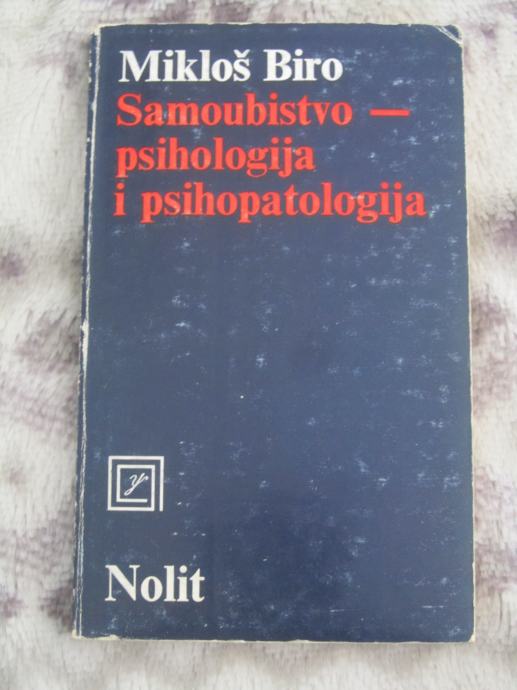 Mikloš Biro
Samoubistvo —
psihologija
i psihopatologija
Nolit